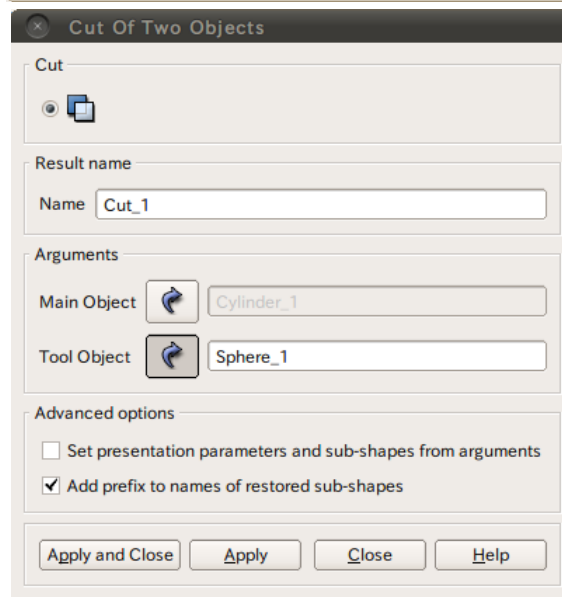 Cut Of Two Objects
Cut
Result name
Name Cut_1
Arguments
Main Object Cylinder_1
Tool Object Sphere_1
Advanced options
Set presentation parameters and sub-shapes from arguments
Add prefix to names of restored sub-shapes
Apply and Close Apply Close Help